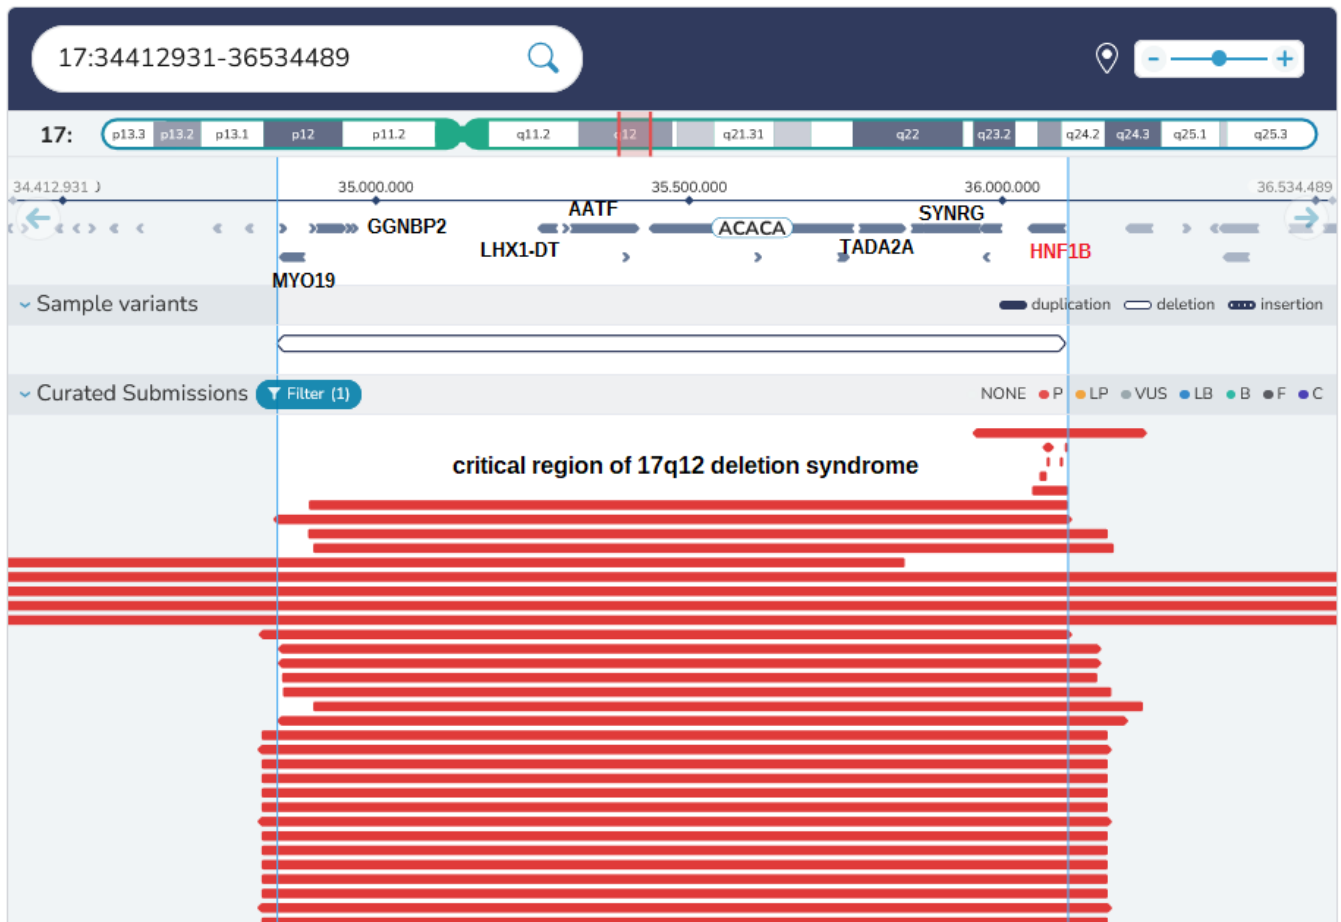 17:34412931-36534489
17: p13.3 p13.2 p13.1 p12 p11.2 q11.2 q12 q21.31 q22 q23.2 q24.2 q24.3 q25.1 q25.3
34.412.931 35.000.000 35.500.000 36.000.000 36.534.489
AATF SYNRG
GGNBP2 ACACA
LHX1-DT TADA2A HNF1B
MYO19
Sample variants duplication deletion insertion
Curated Submissions Filter (1) NONE P LP VUS LB B F C
critical region of 17q12 deletion syndrome